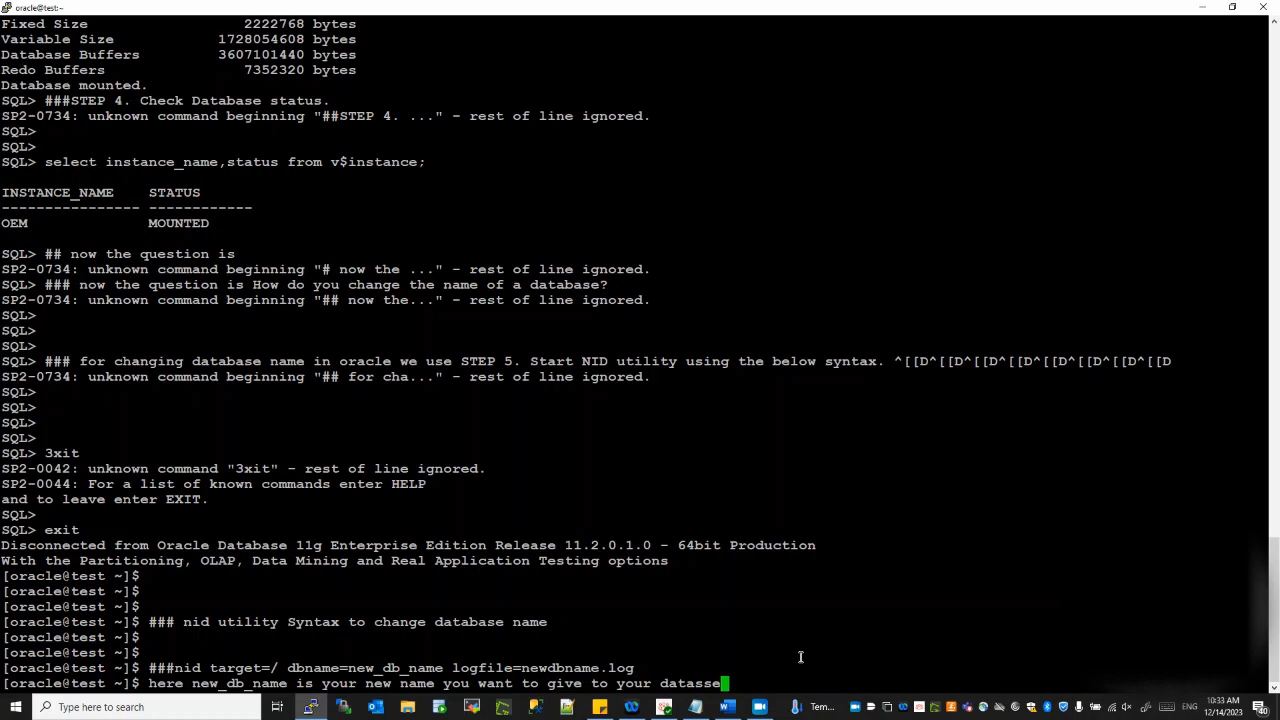 oracle@test:~
Fixed Size 2222768 bytes
Variable Size 1728054608 bytes
Database Buffers 3607101440 bytes
Redo Buffers 7352320 bytes
Database mounted.
SQL> ###STEP 4. Check Database status.
SP2-0734: unknown command beginning "##STEP 4. ..." - rest of line ignored.
SQL>
SQL>
SQL> select instance_name,status from v$instance;
INSTANCE_NAME STATUS
---------------- ------------
OEM MOUNTED
SQL> ## now the question is
SP2-0734: unknown command beginning "# now the ..." - rest of line ignored.
SQL> ### now the question is How do you change the name of a database?
SP2-0734: unknown command beginning "## now the..." - rest of line ignored.
SQL>
SQL>
SQL>
SQL> ### for changing database name in oracle we use STEP 5. Start NID utility using the below syntax. ^[[D^[[D^[[D^[[D^[[D^[[D^[[D^[[D
SP2-0734: unknown command beginning "## for cha..." - rest of line ignored.
SQL>
SQL>
SQL>
SQL>
SQL> 3xit
SP2-0042: unknown command "3xit" - rest of line ignored.
SP2-0044: For a list of known commands enter HELP
and to leave enter EXIT.
SQL>
SQL> exit
Disconnected from Oracle Database 11g Enterprise Edition Release 11.2.0.1.0 - 64bit Production
With the Partitioning, OLAP, Data Mining and Real Application Testing options
[oracle@test ~]$
[oracle@test ~]$
[oracle@test ~]$
[oracle@test ~]$ ### nid utility Syntax to change database name
[oracle@test ~]$
[oracle@test ~]$
[oracle@test ~]$ ###nid target=/ dbname=new_db_name logfile=newdbname.log
[oracle@test ~]$ here new_db_name is your new name you want to give to your datasse
Type here to search
Tem...
ENG
10:33 AM
12/14/2023